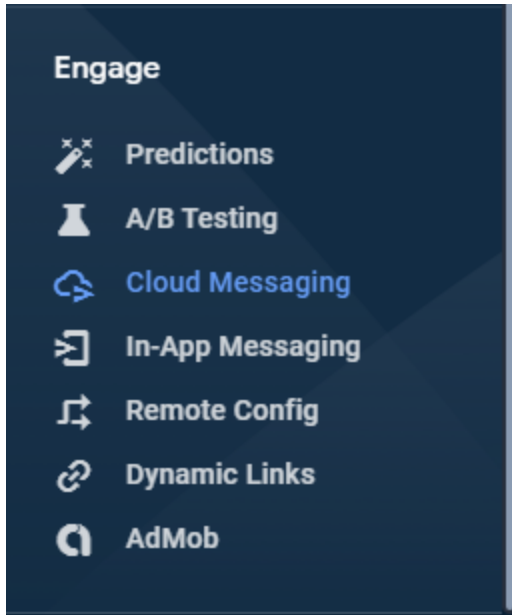 Engage
Predictions
A/B Testing
Cloud Messaging
In-App Messaging
Remote Config
Dynamic Links
AdMob